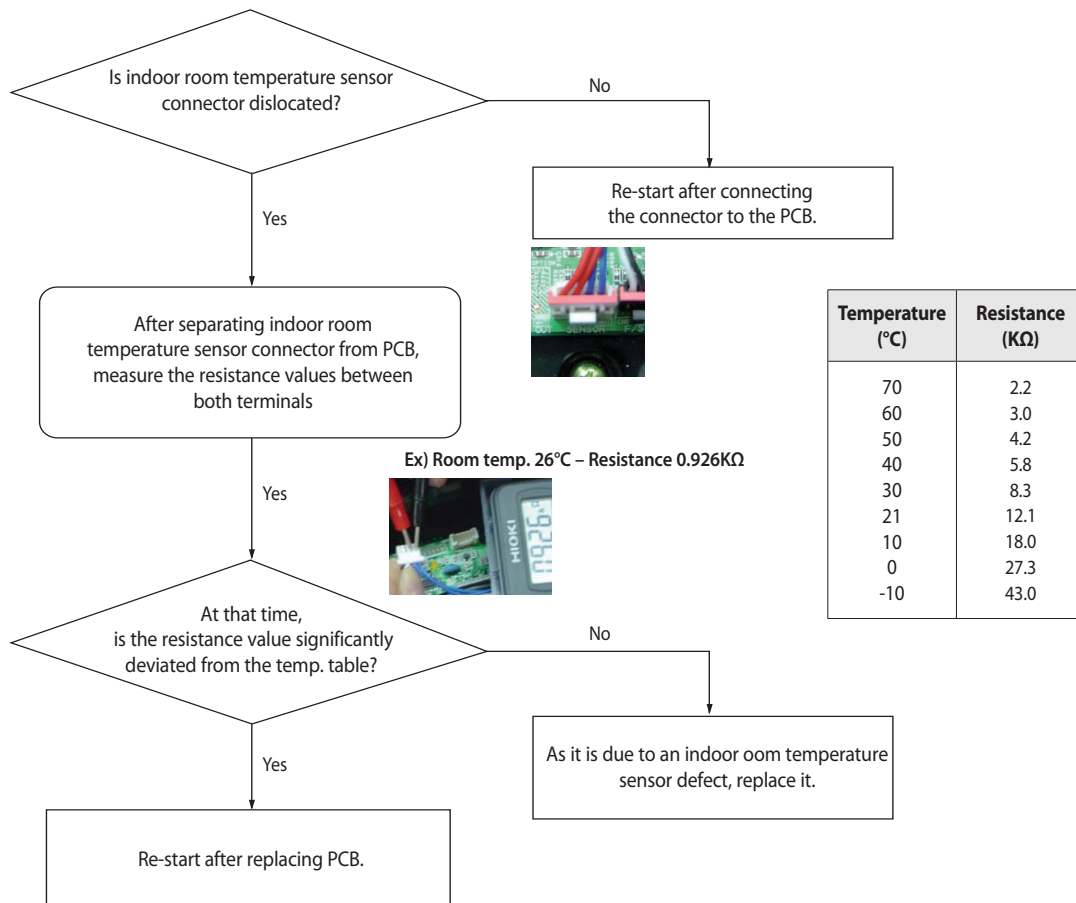 Is indoor room temperature sensor
connector dislocated?
No
Re-start after connecting
the connector to the PCB.
Yes
OPTION
OUT SENSOR F/S
After separating indoor room
temperature sensor connector from PCB,
measure the resistance values between
both terminals
Temperature Resistance
(°C) (KΩ)
70 2.2
60 3.0
50 4.2
40 5.8
30 8.3
21 12.1
10 18.0
0 27.3
-10 43.0
Ex) Room temp. 26°C – Resistance 0.926KΩ
Yes
HIOKI
0926
At that time,
is the resistance value significantly
deviated from the temp. table?
No
As it is due to an indoor oom temperature
sensor defect, replace it.
Yes
Re-start after replacing PCB.